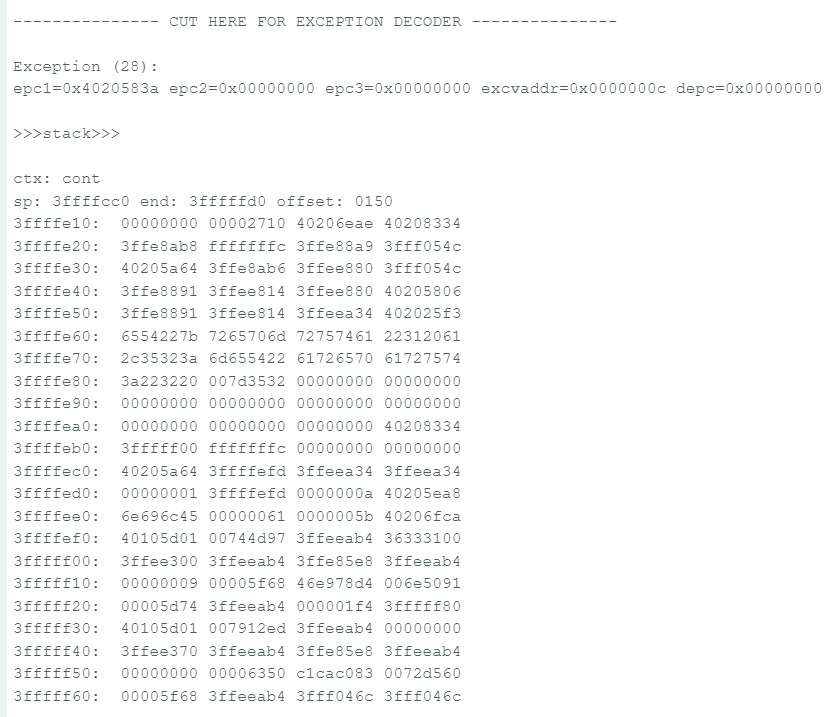 --------------- CUT HERE FOR EXCEPTION DECODER ---------------
Exception (28):
epc1=0x4020583a epc2=0x00000000 epc3=0x00000000 excvaddr=0x0000000c depc=0x00000000
>>>stack>>>
ctx: cont
sp: 3ffffcc0 end: 3fffffd0 offset: 0150
3ffffe10:  00000000 00002710 40206eae 40208334
3ffffe20:  3ffe8ab8 fffffffc 3ffe88a9 3fff054c
3ffffe30:  40205a64 3ffe8ab6 3ffee880 3fff054c
3ffffe40:  3ffe8891 3ffee814 3ffee880 40205806
3ffffe50:  3ffe8891 3ffee814 3ffeea34 402025f3
3ffffe60:  6554227b 7265706d 72757461 22312061
3ffffe70:  2c35323a 6d655422 61726570 61727574
3ffffe80:  3a223220 007d3532 00000000 00000000
3ffffe90:  00000000 00000000 00000000 00000000
3ffffea0:  00000000 00000000 00000000 40208334
3ffffeb0:  3fffff00 fffffffc 00000000 00000000
3ffffec0:  40205a64 3ffffefd 3ffeea34 3ffeea34
3ffffed0:  00000001 3ffffefd 0000000a 40205ea8
3ffffee0:  6e696c45 00000061 0000005b 40206fca
3ffffef0:  40105d01 00744d97 3ffeeab4 36333100
3fffff00:  3ffee300 3ffeeab4 3ffe85e8 3ffeeab4
3fffff10:  00000009 00005f68 46e978d4 006e5091
3fffff20:  00005d74 3ffeeab4 000001f4 3fffff80
3fffff30:  40105d01 007912ed 3ffeeab4 00000000
3fffff40:  3ffee370 3ffeeab4 3ffe85e8 3ffeeab4
3fffff50:  00000000 00006350 c1cac083 0072d560
3fffff60:  00005f68 3ffeeab4 3fff046c 3fff046c